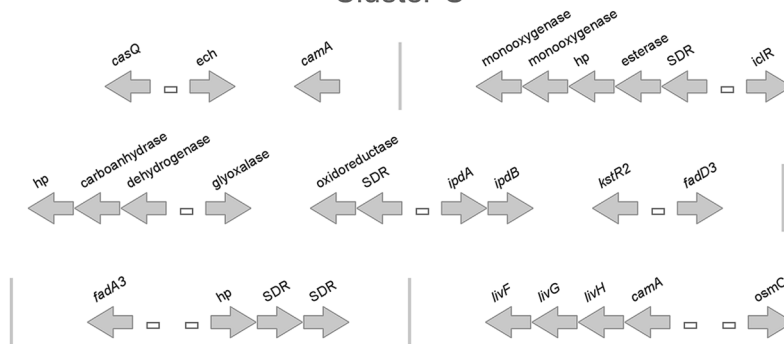 casQ ech camA monooxygenase monooxygenase hp esterase SDR iclR
hp carboanhydrase dehydrogenase glyoxalase oxidoreductase SDR ipdA ipdB kstR2 fadD3
fadA3 hp SDR SDR livF livG livH camA osmC